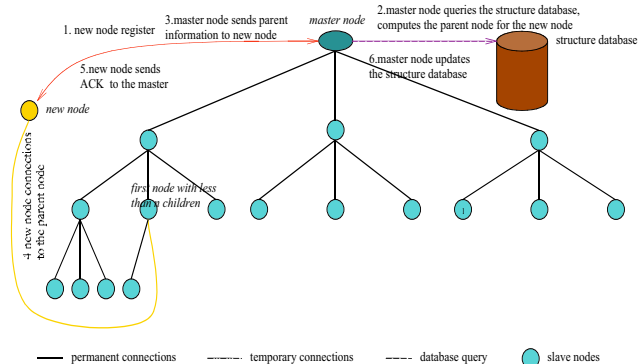 1. new node register
3.master node sends parent
information to new node
master node
2.master node queries the structure database,
computes the parent node for the new node
structure database
5.new node sends
ACK to the master
6.master node updates
the structure database
new node
4 new node connections
to the parent node
first node with less
than n children
1
permanent connections
temporary connections
database query
slave nodes